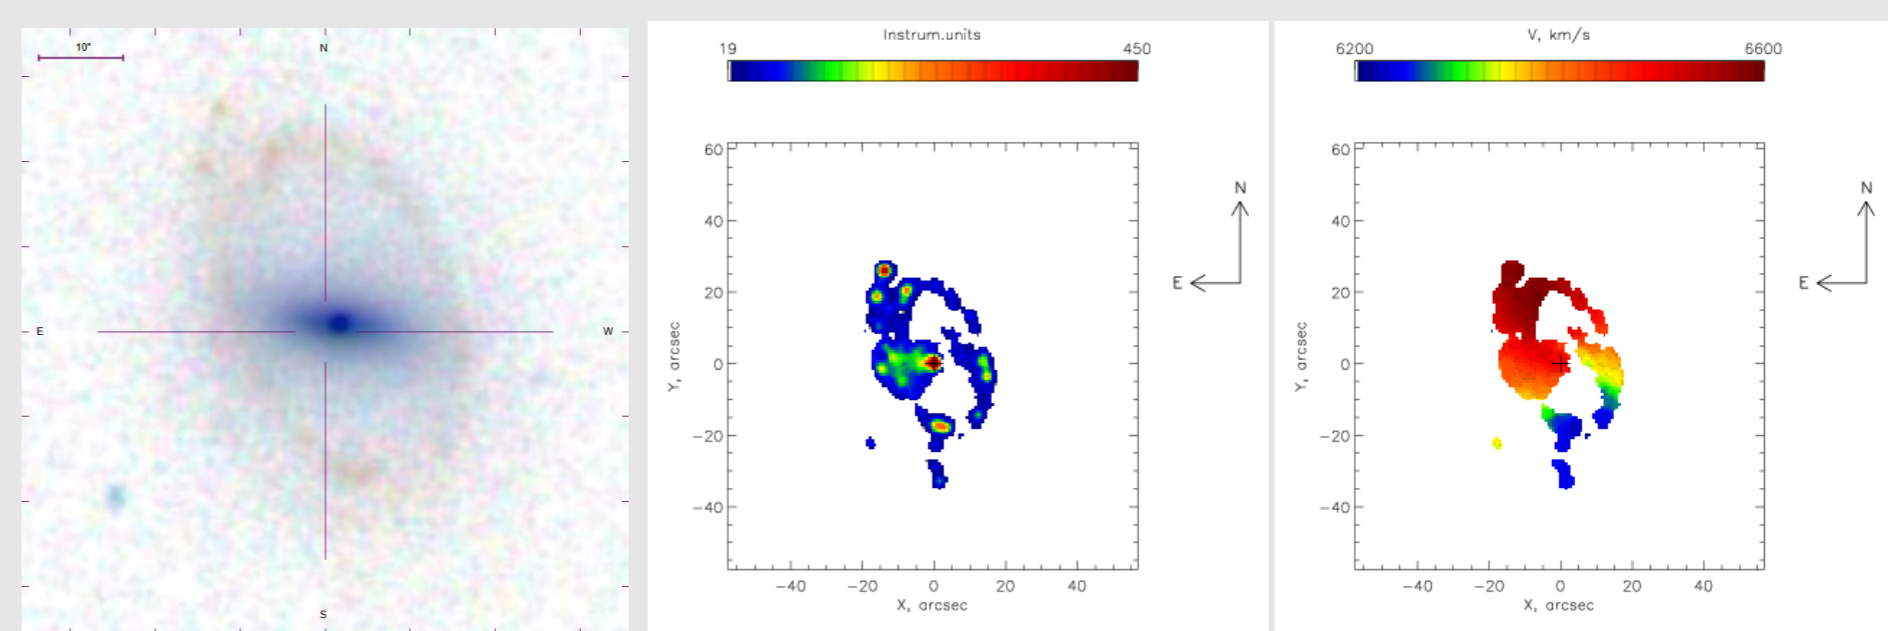 10"
N
E
W
S
Instrum.units
19 450
60
40
20
0
−20
−40
Y, arcsec
−40 −20 0 20 40
X, arcsec
N
E
V, km/s
6200 6600
60
40
20
0
−20
−40
Y, arcsec
−40 −20 0 20 40
X, arcsec
N
E